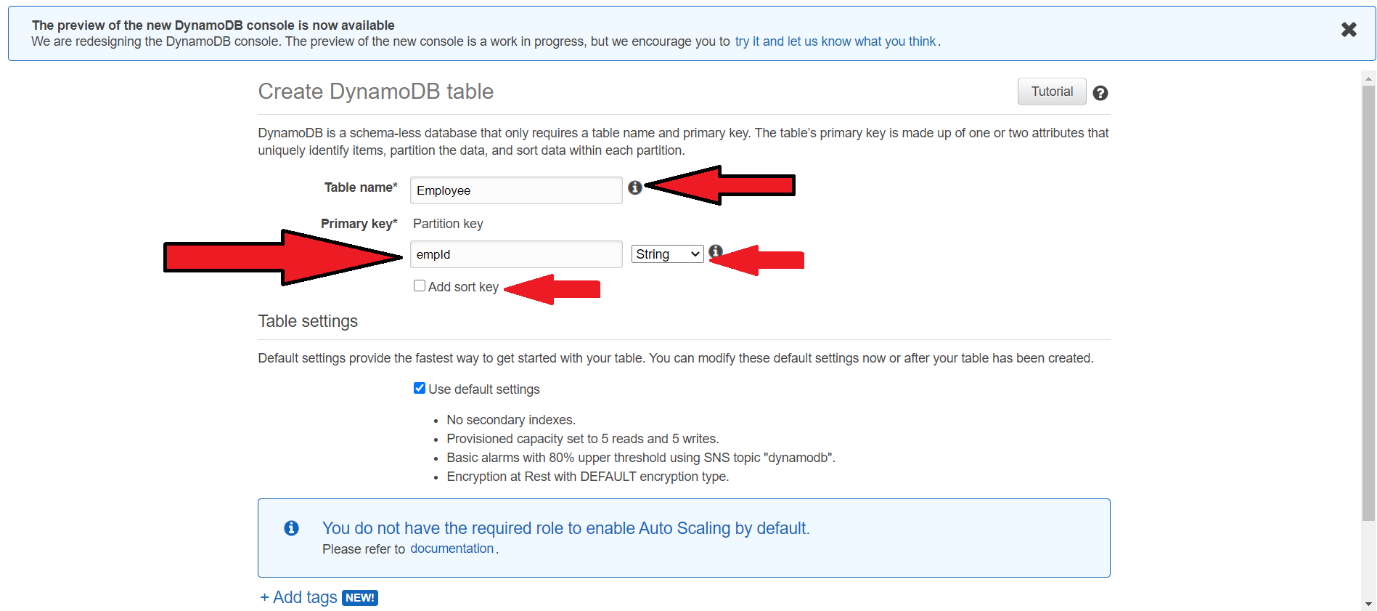 The preview of the new DynamoDB console is now available
We are redesigning the DynamoDB console. The preview of the new console is a work in progress, but we encourage you to try it and let us know what you think.
Create DynamoDB table
Tutorial
DynamoDB is a schema-less database that only requires a table name and primary key. The table's primary key is made up of one or two attributes that
uniquely identify items, partition the data, and sort data within each partition.
Table name* Employee
Primary key* Partition key
empId String
Add sort key
Table settings
Default settings provide the fastest way to get started with your table. You can modify these default settings now or after your table has been created.
Use default settings
No secondary indexes.
Provisioned capacity set to 5 reads and 5 writes.
Basic alarms with 80% upper threshold using SNS topic "dynamodb".
Encryption at Rest with DEFAULT encryption type.
You do not have the required role to enable Auto Scaling by default.
Please refer to documentation.
+ Add tags NEW!